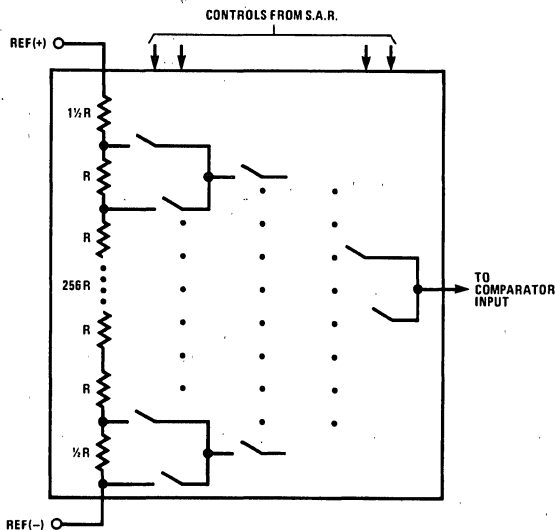 CONTROLS FROM S.A.R.
REF(+)
1½R
R
R
256R
R
R
½R
TO
COMPARATOR
INPUT
REF(−)